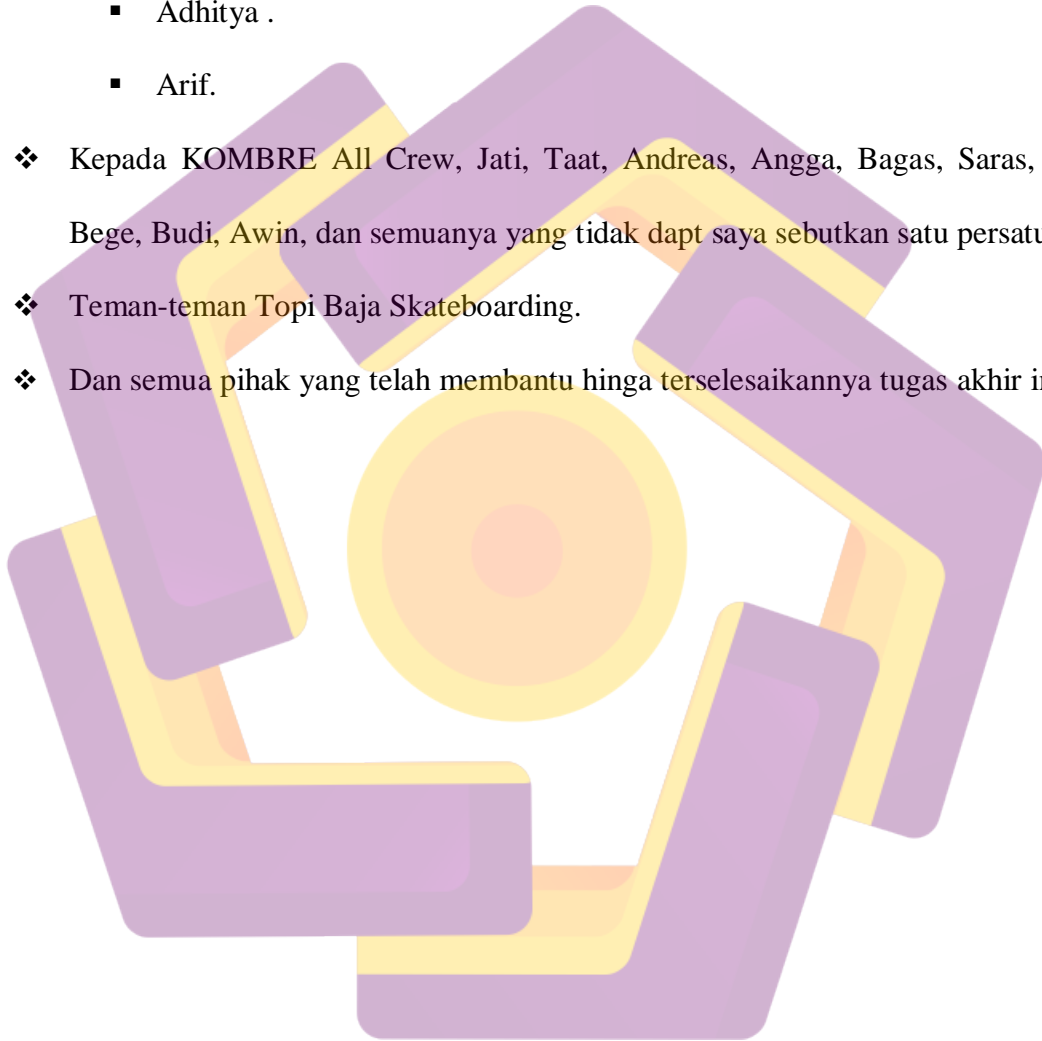 ▪ Adhitya .
▪ Arif.
❖ Kepada KOMBRE All Crew, Jati, Taat, Andreas, Angga, Bagas, Saras,
Bege, Budi, Awin, dan semuanya yang tidak dapt saya sebutkan satu persatu
❖ Teman-teman Topi Baja Skateboarding.
❖ Dan semua pihak yang telah membantu hingga terselesaikannya tugas akhir